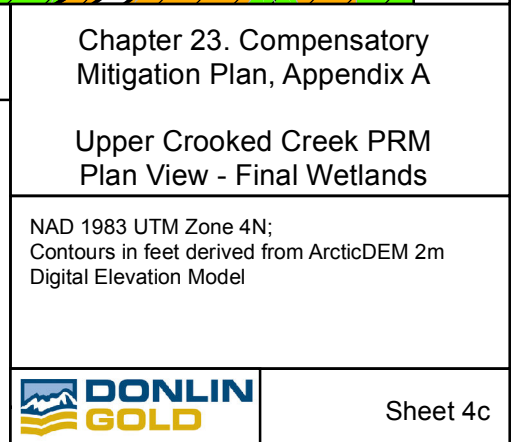 Chapter 23. Compensatory
Mitigation Plan, Appendix A
Upper Crooked Creek PRM
Plan View - Final Wetlands
NAD 1983 UTM Zone 4N;
Contours in feet derived from ArcticDEM 2m
Digital Elevation Model
DONLIN
GOLD
Sheet 4c